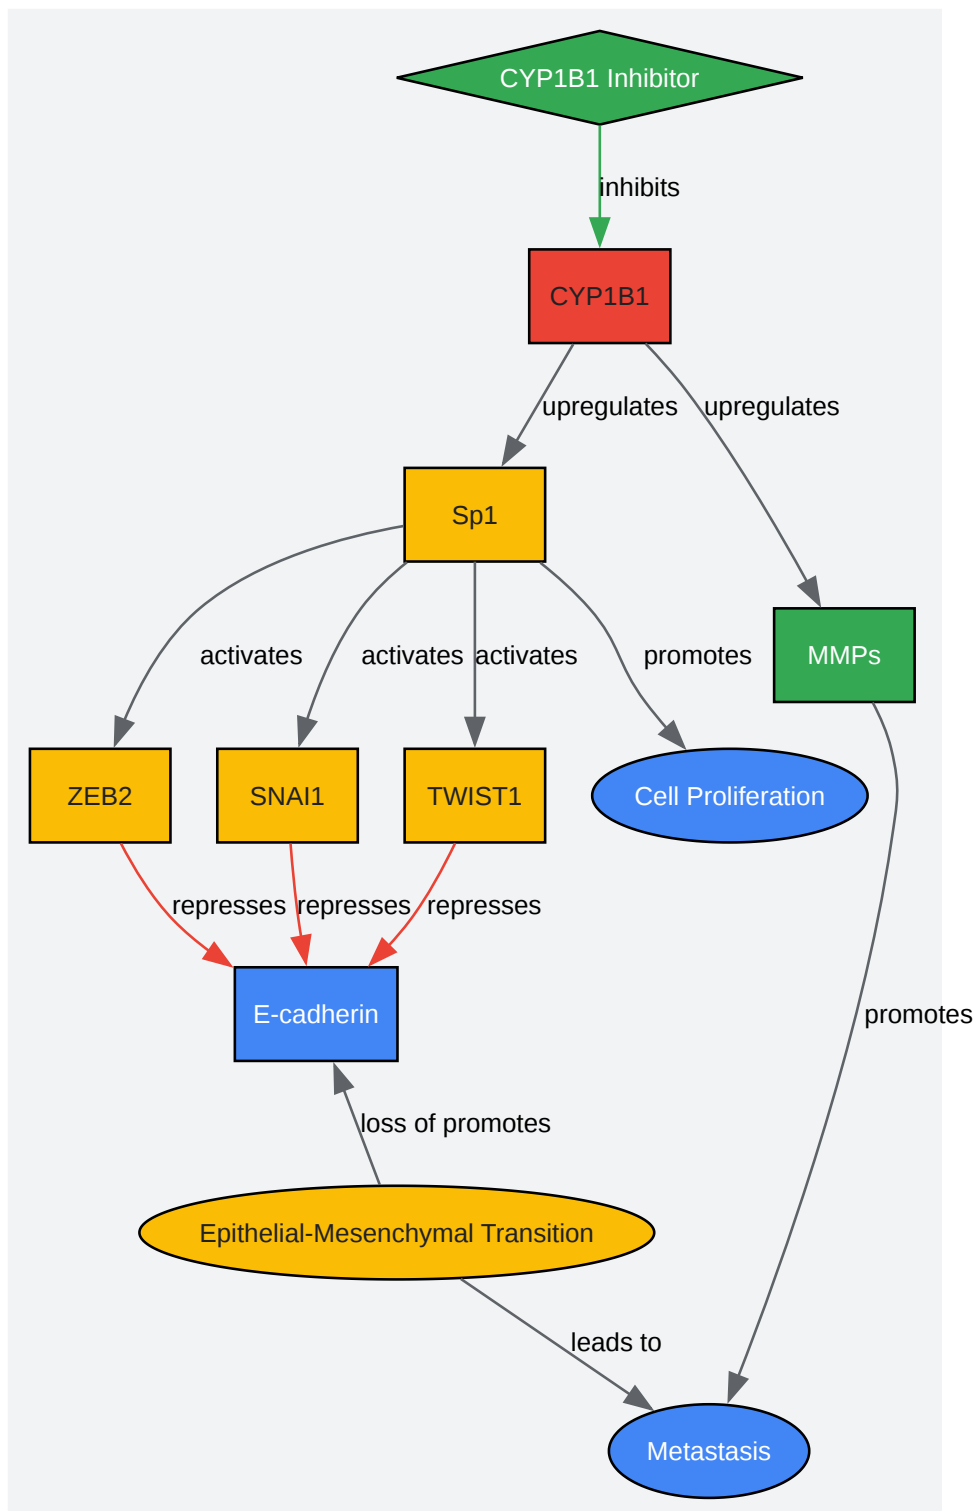 CYP1B1 Inhibitor
inhibits
CYP1B1
upregulates
upregulates
Sp1
activates
activates
activates
promotes
MMPs
ZEB2
SNAI1
TWIST1
Cell Proliferation
represses
represses
represses
E-cadherin
promotes
loss of promotes
Epithelial-Mesenchymal Transition
leads to
Metastasis